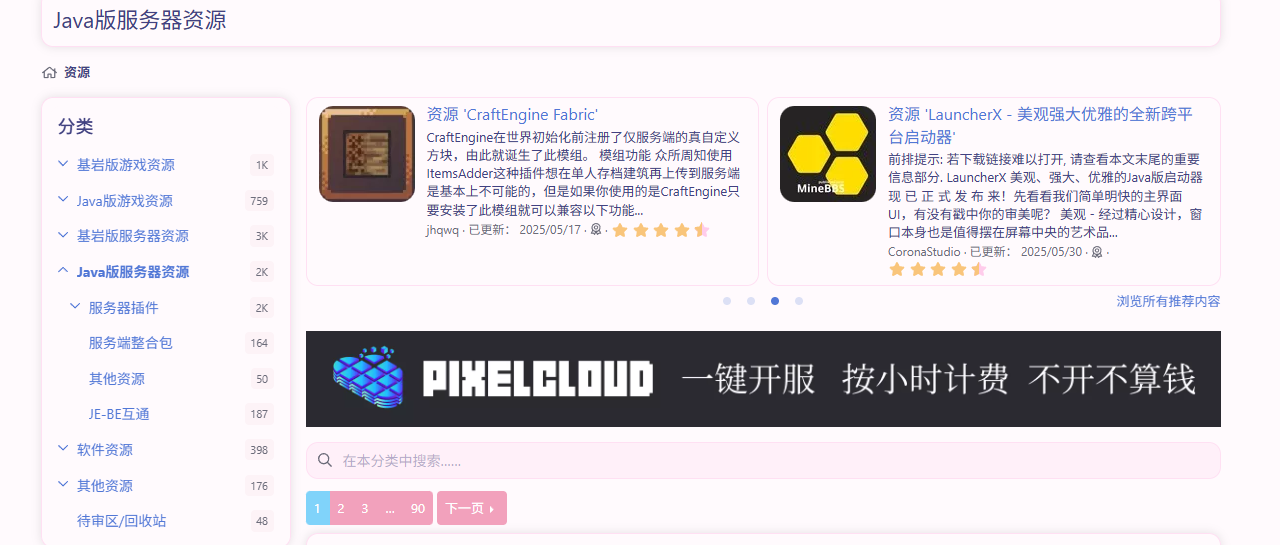 Java版服务器资源
资源
分类
基岩版游戏资源 1K
Java版游戏资源 759
基岩版服务器资源 3K
Java版服务器资源 2K
服务器插件 2K
服务端整合包 164
其他资源 50
JE-BE互通 187
软件资源 398
其他资源 176
待审区/回收站 48
资源 'CraftEngine Fabric'
CraftEngine在世界初始化前注册了仅服务端的真自定义
方块，由此就诞生了此模组。 模组功能 众所周知使用
ItemsAdder这种插件想在单人存档建筑再上传到服务端
是基本上不可能的，但是如果你使用的是CraftEngine只
要安装了此模组就可以兼容以下功能...
jhqwq · 已更新： 2025/05/17 · ·
资源 'LauncherX - 美观强大优雅的全新跨平
台启动器'
前排提示: 若下载链接难以打开, 请查看本文末尾的重要
信息部分. LauncherX 美观、强大、优雅的Java版启动器
现 已 正 式 发 布 来！先看看我们简单明快的主界面
UI，有没有戳中你的审美呢？ 美观 - 经过精心设计，窗
口本身也是值得摆在屏幕中央的艺术品...
CoronaStudio · 已更新： 2025/05/30 · ·
MineBBS
浏览所有推荐内容
PIXELCLOUD 一键开服 按小时计费 不开不算钱
在本分类中搜索......
1 2 3 ... 90 下一页